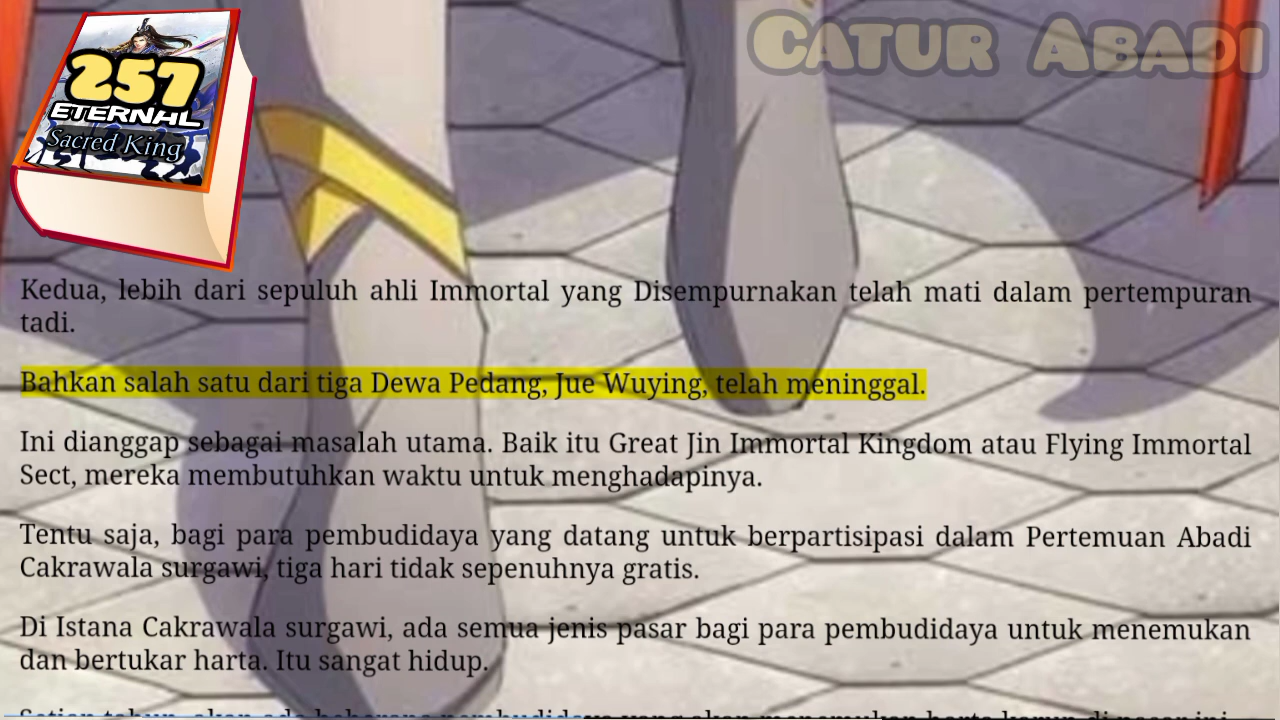 CATUR ABADI
257
ETERNAL
Sacred King
Kedua, lebih dari sepuluh ahli Immortal yang Disempurnakan telah mati dalam pertempuran
tadi.
Bahkan salah satu dari tiga Dewa Pedang, Jue Wuying, telah meninggal.
Ini dianggap sebagai masalah utama. Baik itu Great Jin Immortal Kingdom atau Flying Immortal
Sect, mereka membutuhkan waktu untuk menghadapinya.
Tentu saja, bagi para pembudidaya yang datang untuk berpartisipasi dalam Pertemuan Abadi
Cakrawala surgawi, tiga hari tidak sepenuhnya gratis.
Di Istana Cakrawala surgawi, ada semua jenis pasar bagi para pembudidaya untuk menemukan
dan bertukar harta. Itu sangat hidup.